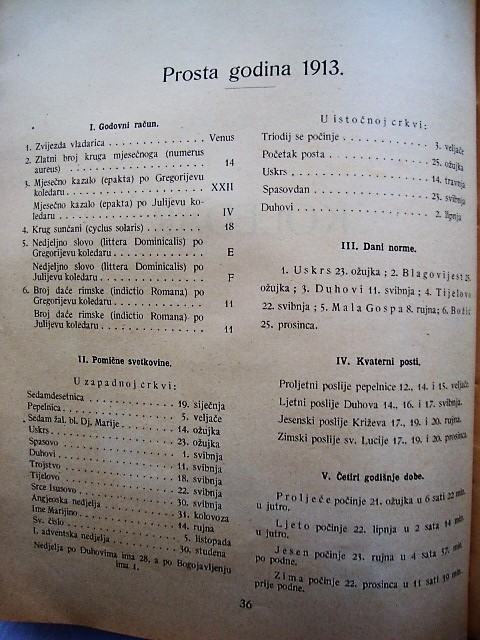 Prosta godina 1913.
I. Godovni račun.
1. Zvijezda vladarica . . . . . . . . . . Venus
2. Zlatni broj kruga mjesečnoga (numerus
aureus) . . . . . . . . . . 14
3. Mjesečno kazalo (epakta) po Gregorijevu
koledaru . . . . . . . . . . XXII
Mjesečno kazalo (epakta) po Julijevu ko-
ledaru . . . . . . . . . . IV
4. Krug sunčani (cyclus solaris) . . . . 18
5. Nedjeljno slovo (littera Dominicalis) po
Gregorijevu koledaru . . . . . . . E
Nedjeljno slovo (littera Dominicalis) po
Julijevu koledaru . . . . . . . . F
6. Broj daće rimske (indictio Romana) po
Gregorijevu koledaru . . . . . . . 11
Broj daće rimske (indictio Romana) po
Julijevu koledaru . . . . . . . . 11
II. Pomične svetkovine.
U zapadnoj crkvi:
Sedamdesetnica . . . . . . . 19. siječnja
Pepelnica . . . . . . . . 5. veljače
Sedam žal. bl. Dj. Marije . . . . 14. ožujka
Uskrs . . . . . . . . 23. ožujka
Spasovo . . . . . . . . 1. svibnja
Duhovi . . . . . . . . 11. svibnja
Trojstvo . . . . . . . . 18. svibnja
Tijelovo . . . . . . . . 22. svibnja
Srce Isusovo . . . . . . . 30. svibnja
Angjeoska nedjelja . . . . . . 31. kolovoza
Ime Marijino . . . . . . . 14. rujna
Sv. čislo . . . . . . . . 5. listopada
I. adventska nedjelja . . . . . 30. studena
Nedjelja po Duhovima ima 28, a po Bogojavljenju
ima 1.
U istočnoj crkvi:
Triodij se počinje . . . . . . . . 3. veljače
Početak posta . . . . . . . . 25. ožujka
Uskrs . . . . . . . . . . 14. travnja
Spasovdan . . . . . . . . . 23. svibnja
Duhovi . . . . . . . . . . 2. lipnja
III. Dani norme.
1. Uskrs 23. ožujka; 2. Blagovijest 25.
ožujka; 3. Duhovi 11. svibnja; 4. Tijelovo
22. svibnja; 5. Mala Gospa 8. rujna; 6. Božić
25. prosinca.
IV. Kvaterni posti.
Proljetni poslije pepelnice 12., 14. i 15. veljače
Ljetni poslije Duhova 14., 16. i 17. svibnja.
Jesenski poslije Križeva 17., 19. i 20. rujna.
Zimski poslije sv. Lucije 17., 19. i 20. prosinca.
V. Četiri godišnje dobe.
Proljeće počinje 21. ožujka u 6 sati 22 min.
u jutro.
Ljeto počinje 22. lipnja u 2 sata 14 min.
u jutro.
Jesen počinje 23. rujna u 4 sata 57 min.
po podne.
Zima počinje 22. prosinca u 11 sati 19 min.
prije podne.
36